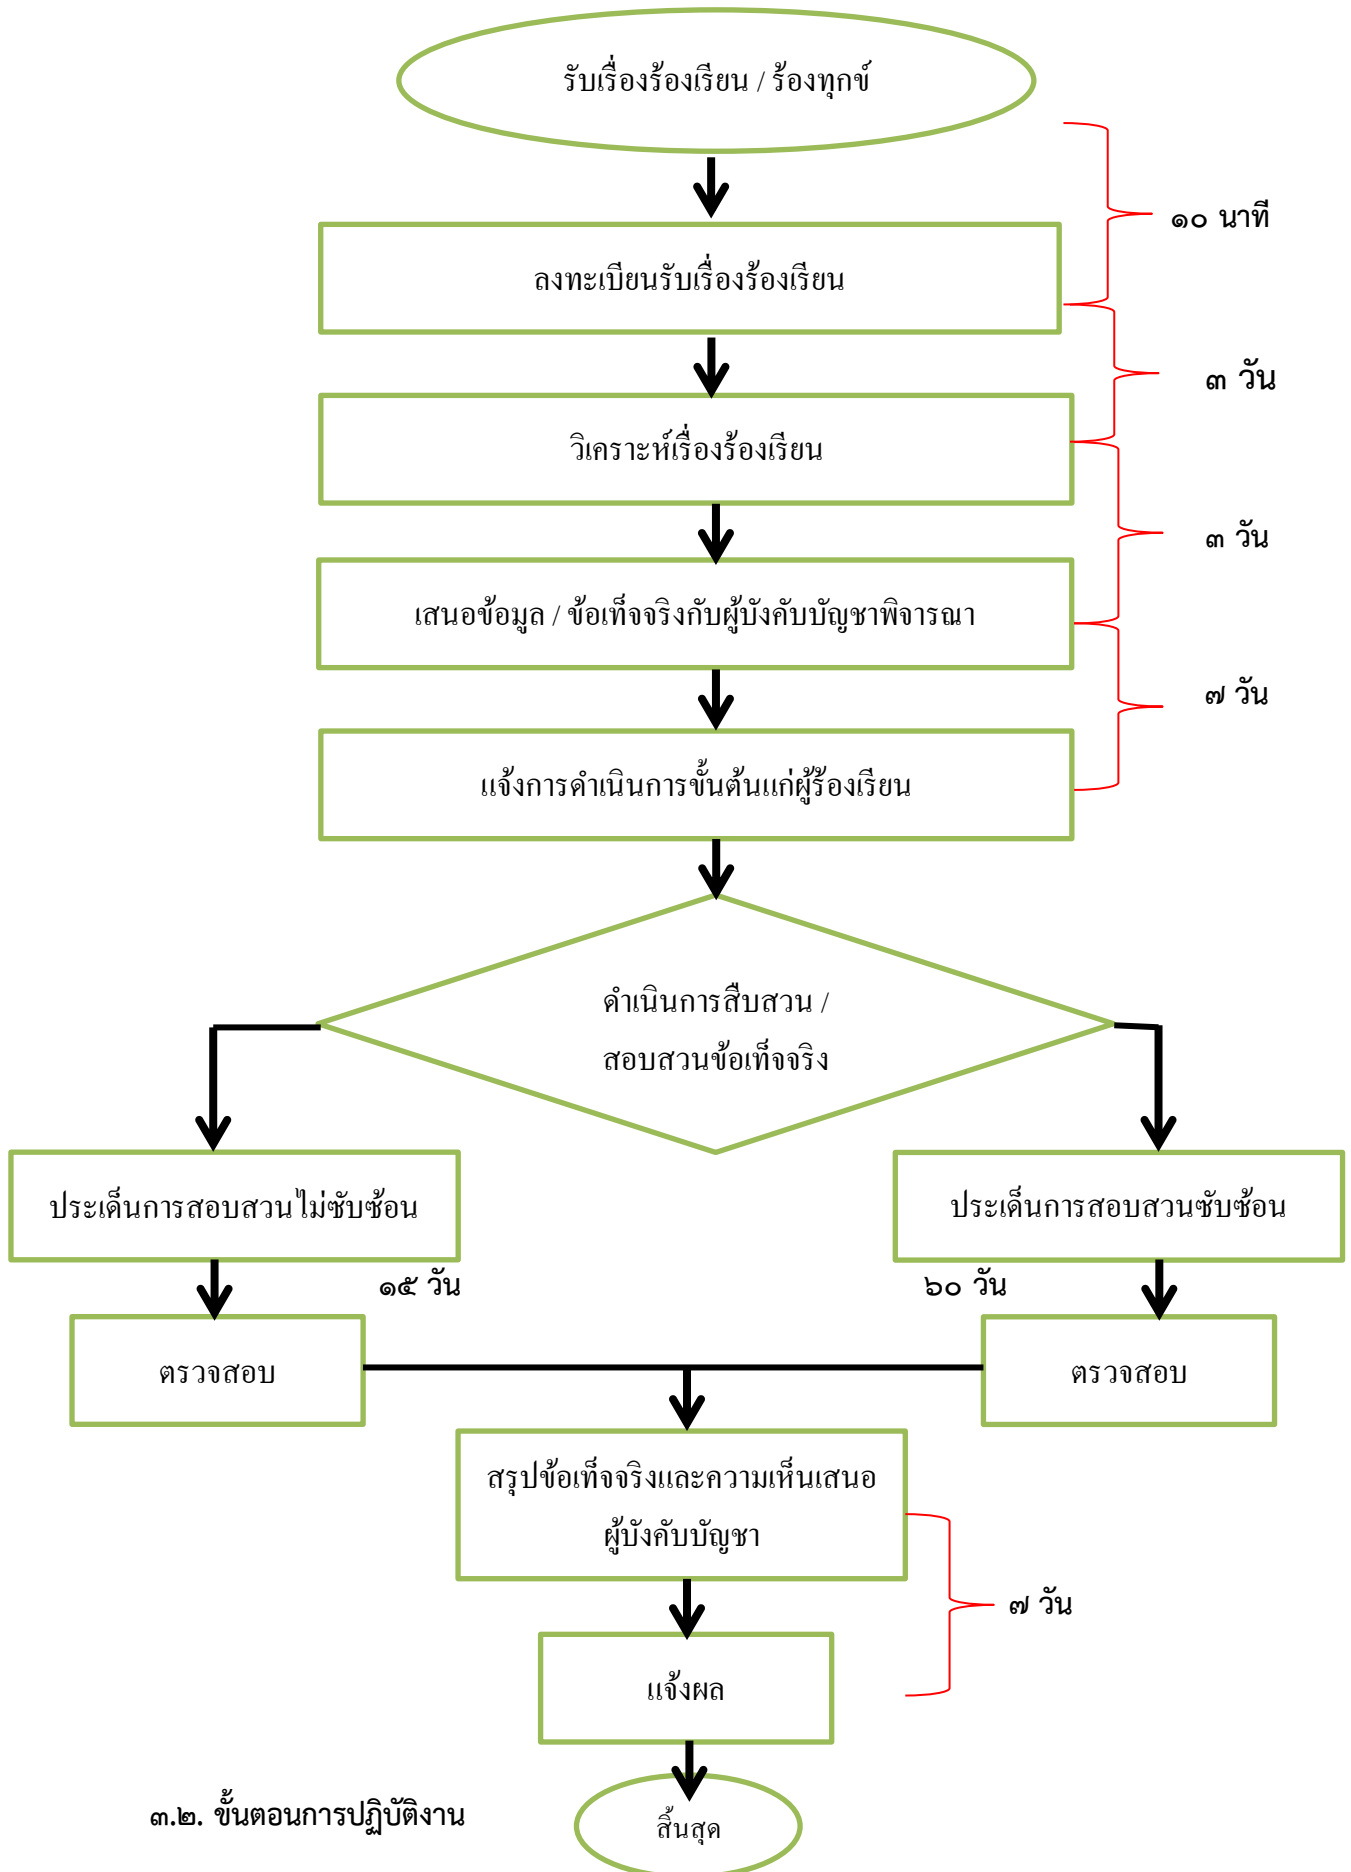 รับเรื่องร้องเรียน / ร้องทุกข์
๑๐ นาที
ลงทะเบียนรับเรื่องร้องเรียน
๓ วัน
วิเคราะห์เรื่องร้องเรียน
๓ วัน
เสนอข้อมูล / ข้อเท็จจริงกับผู้บังคับบัญชาพิจารณา
๗ วัน
แจ้งการดำเนินการขั้นต้นแก่ผู้ร้องเรียน
ดำเนินการสืบสวน /
สอบสวนข้อเท็จจริง
ประเด็นการสอบสวนไม่ซับซ้อน
ประเด็นการสอบสวนซับซ้อน
๑๕ วัน
๖๐ วัน
ตรวจสอบ
ตรวจสอบ
สรุปข้อเท็จจริงและความเห็นเสนอ
ผู้บังคับบัญชา
๗ วัน
แจ้งผล
๓.๒. ขั้นตอนการปฏิบัติงาน
สิ้นสุด